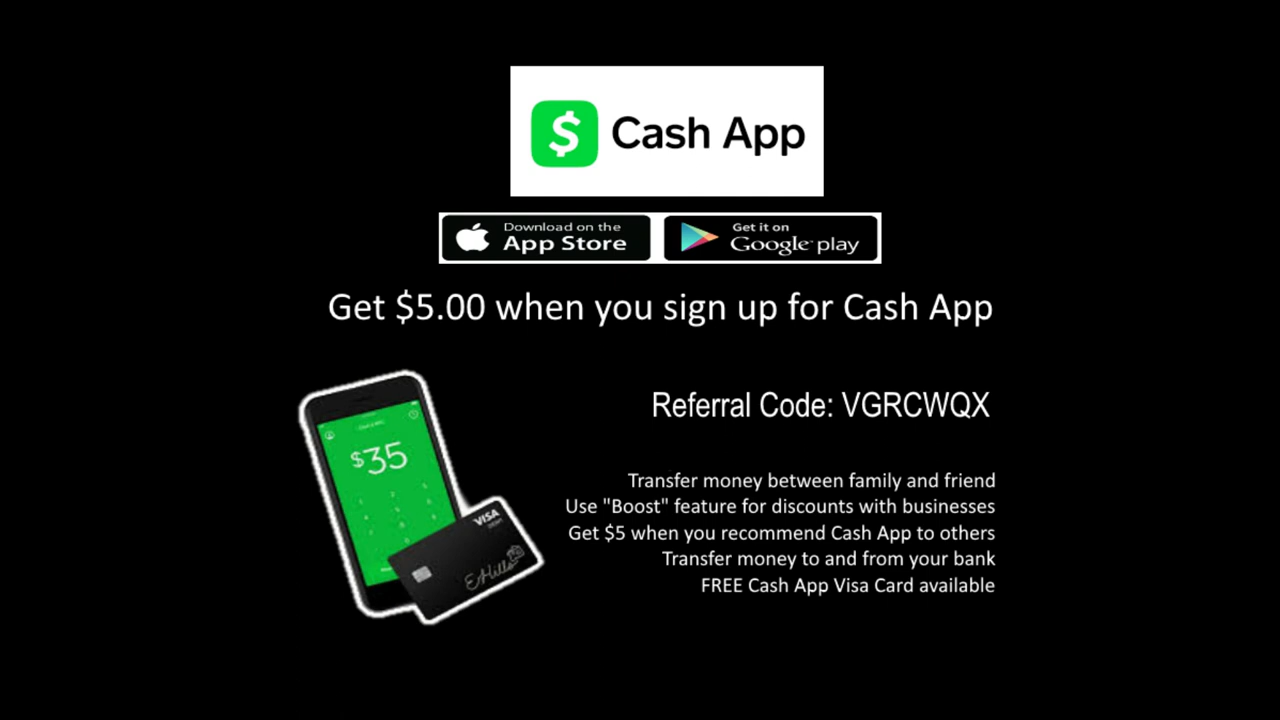 $ Cash App
Download on the
App Store
Get it on
Google play
Get $5.00 when you sign up for Cash App
$35
Referral Code: VGRCWQX
Transfer money between family and friend
Use "Boost" feature for discounts with businesses
Get $5 when you recommend Cash App to others
Transfer money to and from your bank
FREE Cash App Visa Card available
VISA
DEBIT